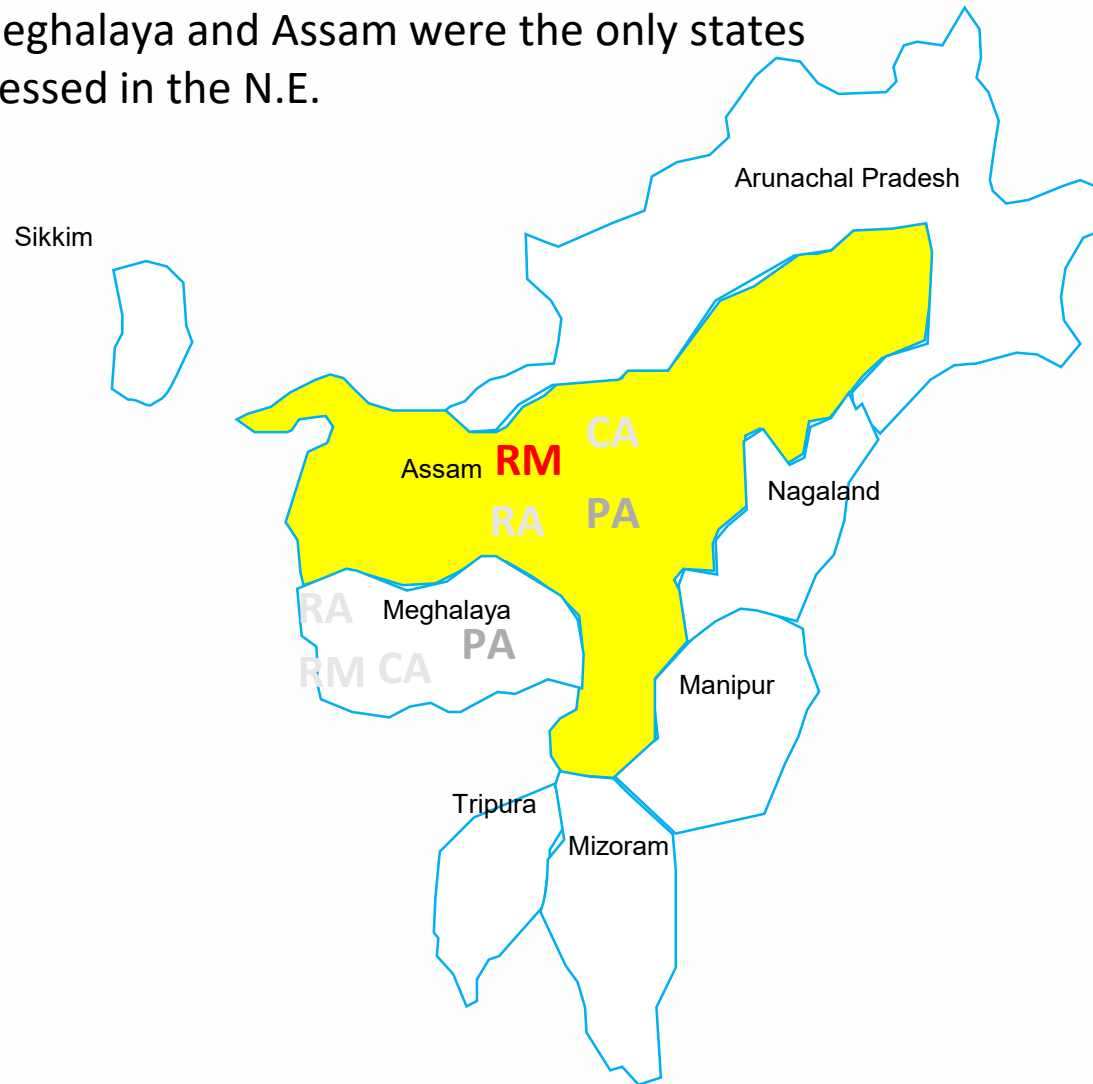 eghalaya and Assam were the only states
essed in the N.E.
Arunachal Pradesh
Sikkim
CA
Assam RM
Nagaland
RA PA
RA Meghalaya
PA
RM CA
Manipur
Tripura
Mizoram